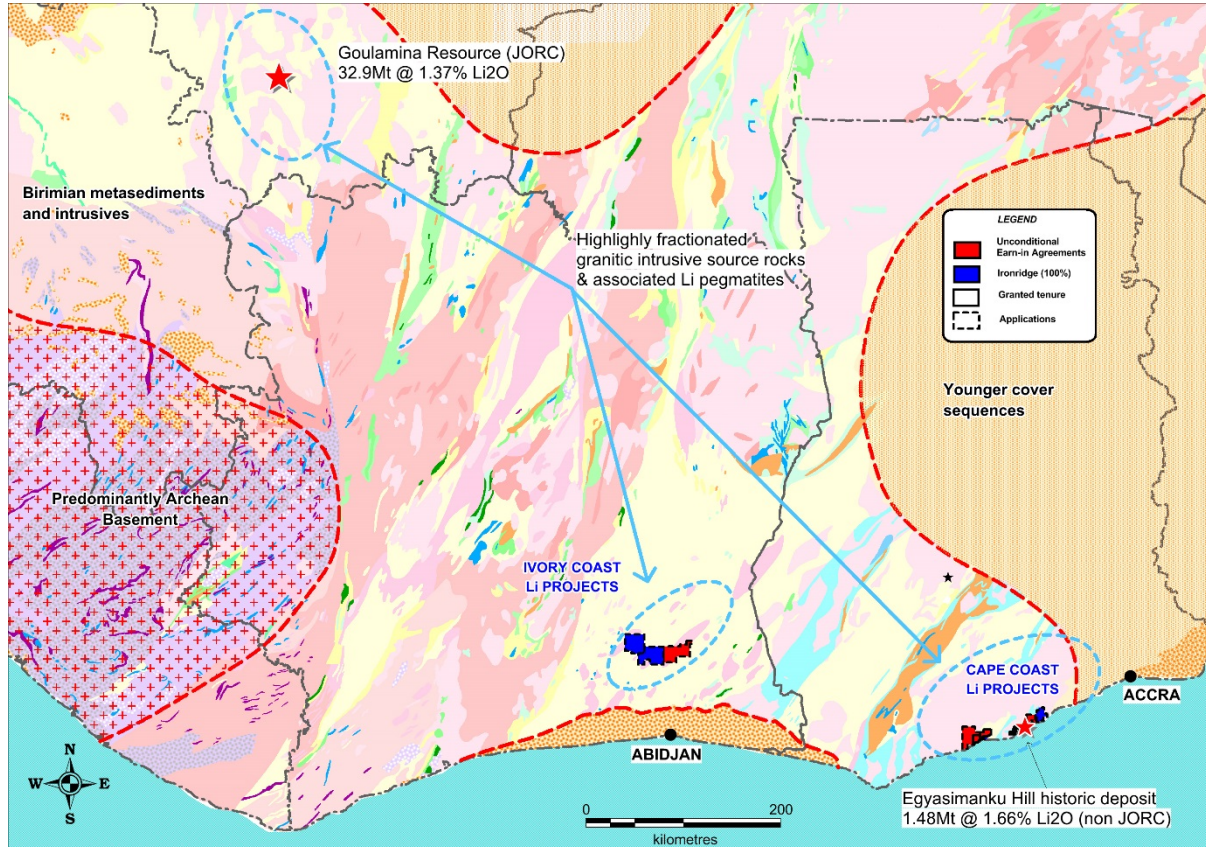 Goulamina Resource (JORC)
32.9Mt @ 1.37% Li2O
Birimian metasediments
and intrusives
Highlighly fractionated
granitic intrusive source rocks
& associated Li pegmatites
LEGEND
Unconditional
Earn-in Agreements
Ironridge (100%)
Granted tenure
Applications
Younger cover
sequences
Predominantly Archean
Basement
IVORY COAST
Li PROJECTS
CAPE COAST
Li PROJECTS
ACCRA
ABIDJAN
N
W E
S
0 200
kilometres
Egyasimanku Hill historic deposit
1.48Mt @ 1.66% Li2O (non JORC)